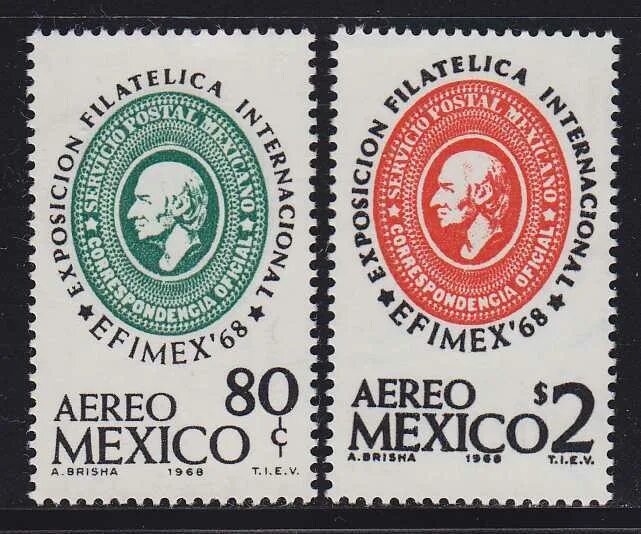 EXPOSICION FILATELICA INTERNACIONAL
SERVICIO POSTAL MEXICANO
CORRESPONDENCIA OFICIAL
EFIMEX'68
80 ¢
AEREO
MEXICO
A. BRISHA 1968 T.I.E.V.
EXPOSICION FILATELICA INTERNACIONAL
SERVICIO POSTAL MEXICANO
CORRESPONDENCIA OFICIAL
EFIMEX'68
AEREO
MEXICO $2
A. BRISHA 1968 T.I.E.V.